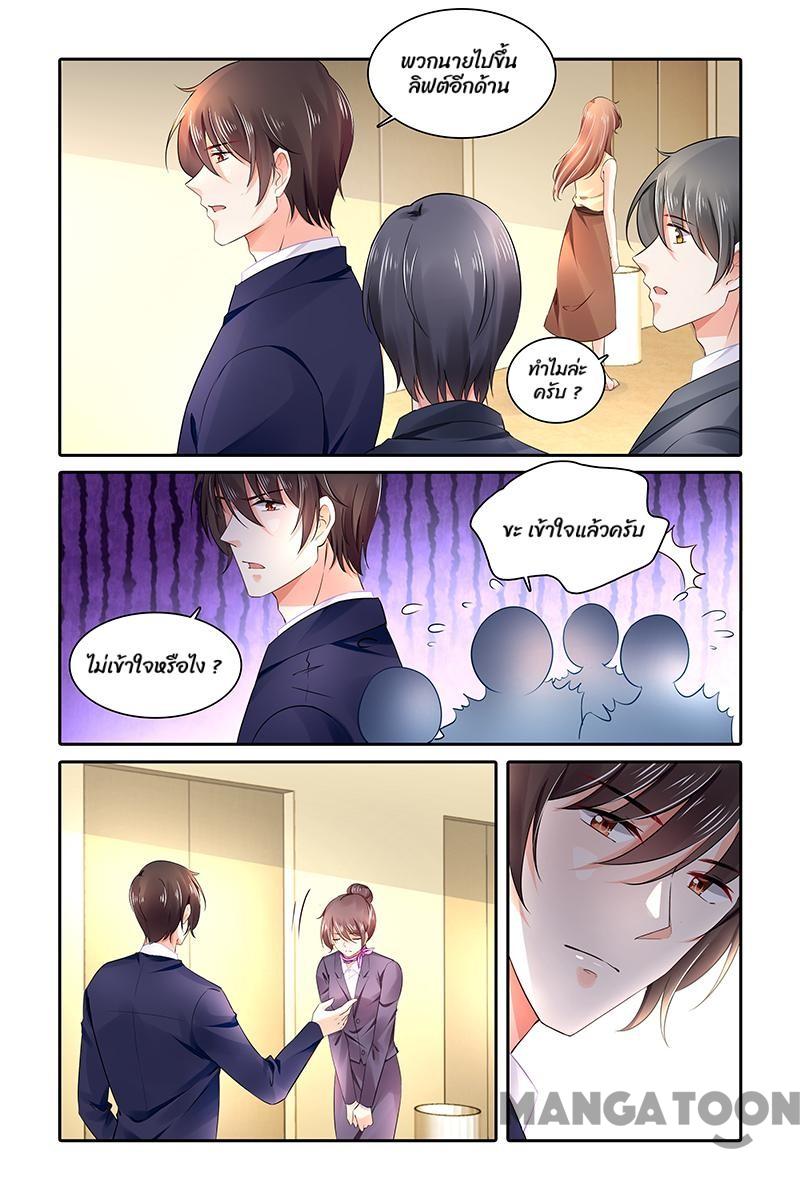 พวกนายไปขึ้น
ลิฟต์อีกด้าน
ทำไมล่ะ
ครับ ?
ขะ เข้าใจแล้วครับ
ไม่เข้าใจหรือไง ?
MANGATOON